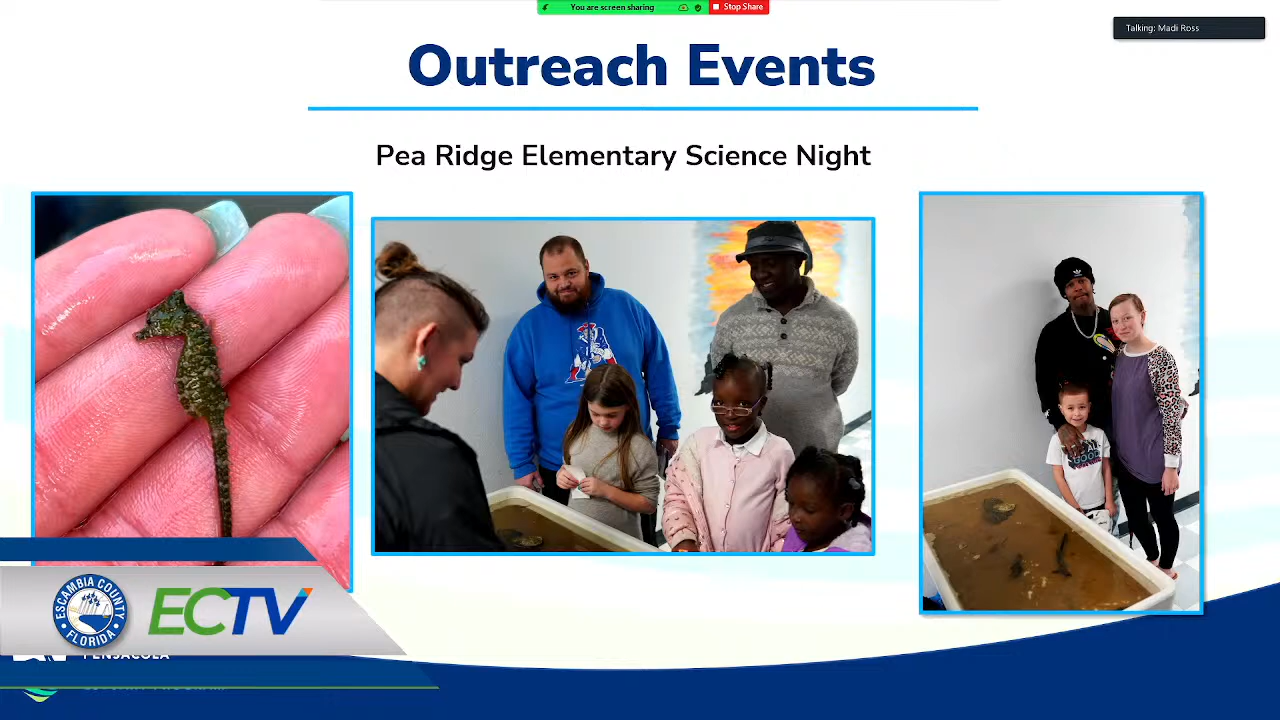 You are screen sharing
Stop Share
Talking: Madi Ross
Outreach Events
Pea Ridge Elementary Science Night
ESCAMBIA COUNTY
FLORIDA
ECTV